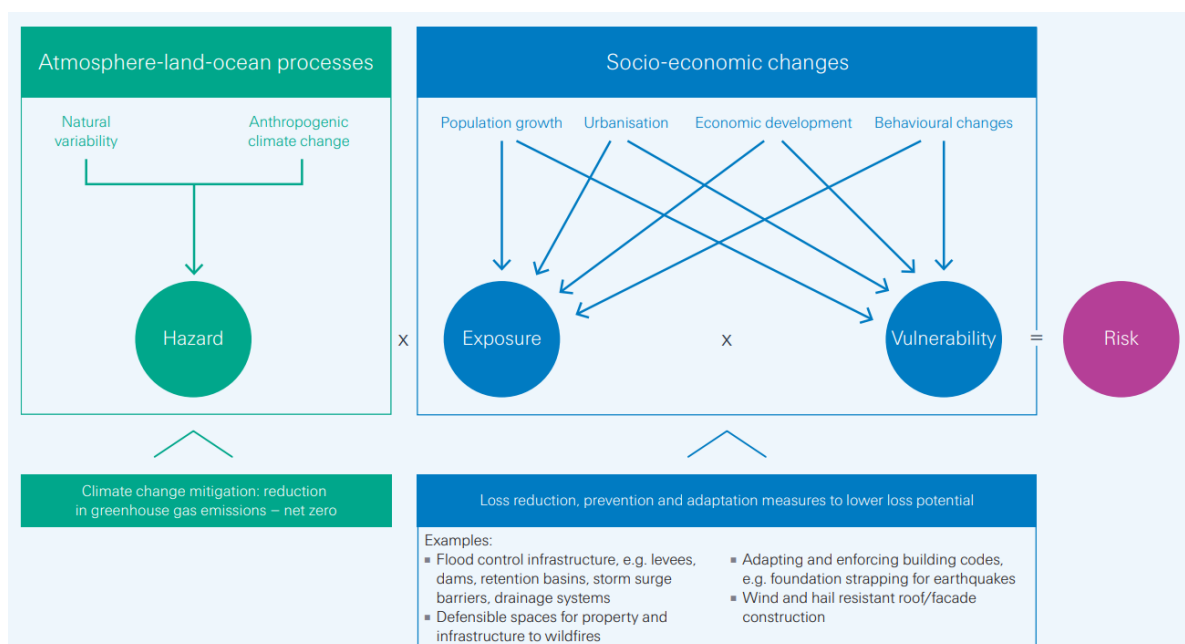 Atmosphere-land-ocean processes
Socio-economic changes
Natural
variability
Anthropogenic
climate change
Population growth
Urbanisation
Economic development
Behavioural changes
Hazard
x
Exposure
x
Vulnerability
=
Risk
Climate change mitigation: reduction
in greenhouse gas emissions – net zero
Loss reduction, prevention and adaptation measures to lower loss potential
Examples:
▪ Flood control infrastructure, e.g. levees,
dams, retention basins, storm surge
barriers, drainage systems
▪ Defensible spaces for property and
infrastructure to wildfires
▪ Adapting and enforcing building codes,
e.g. foundation strapping for earthquakes
▪ Wind and hail resistant roof/facade
construction